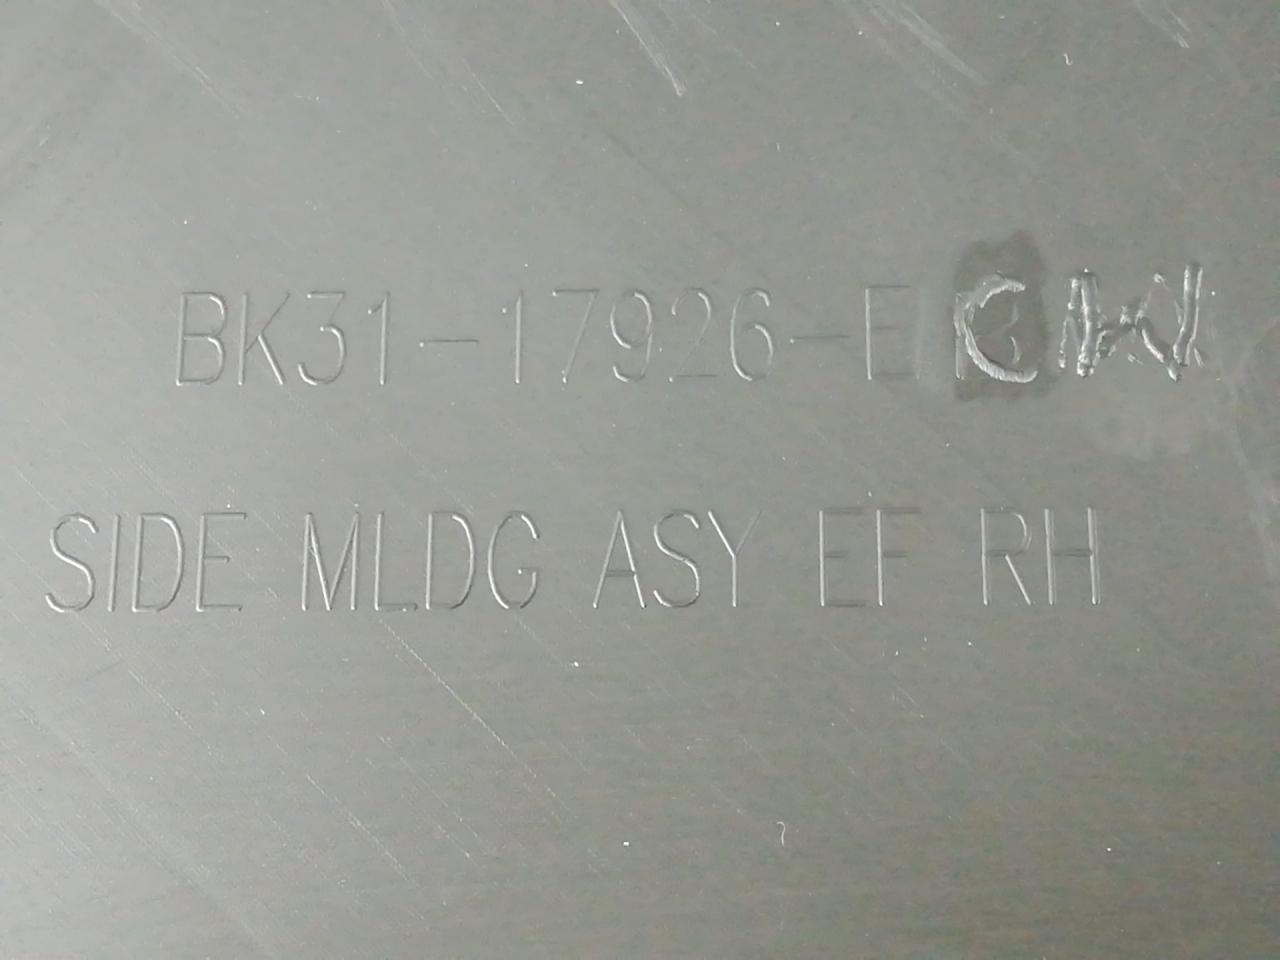 BK31-17926-E
SIDE MLDG ASY EF RH